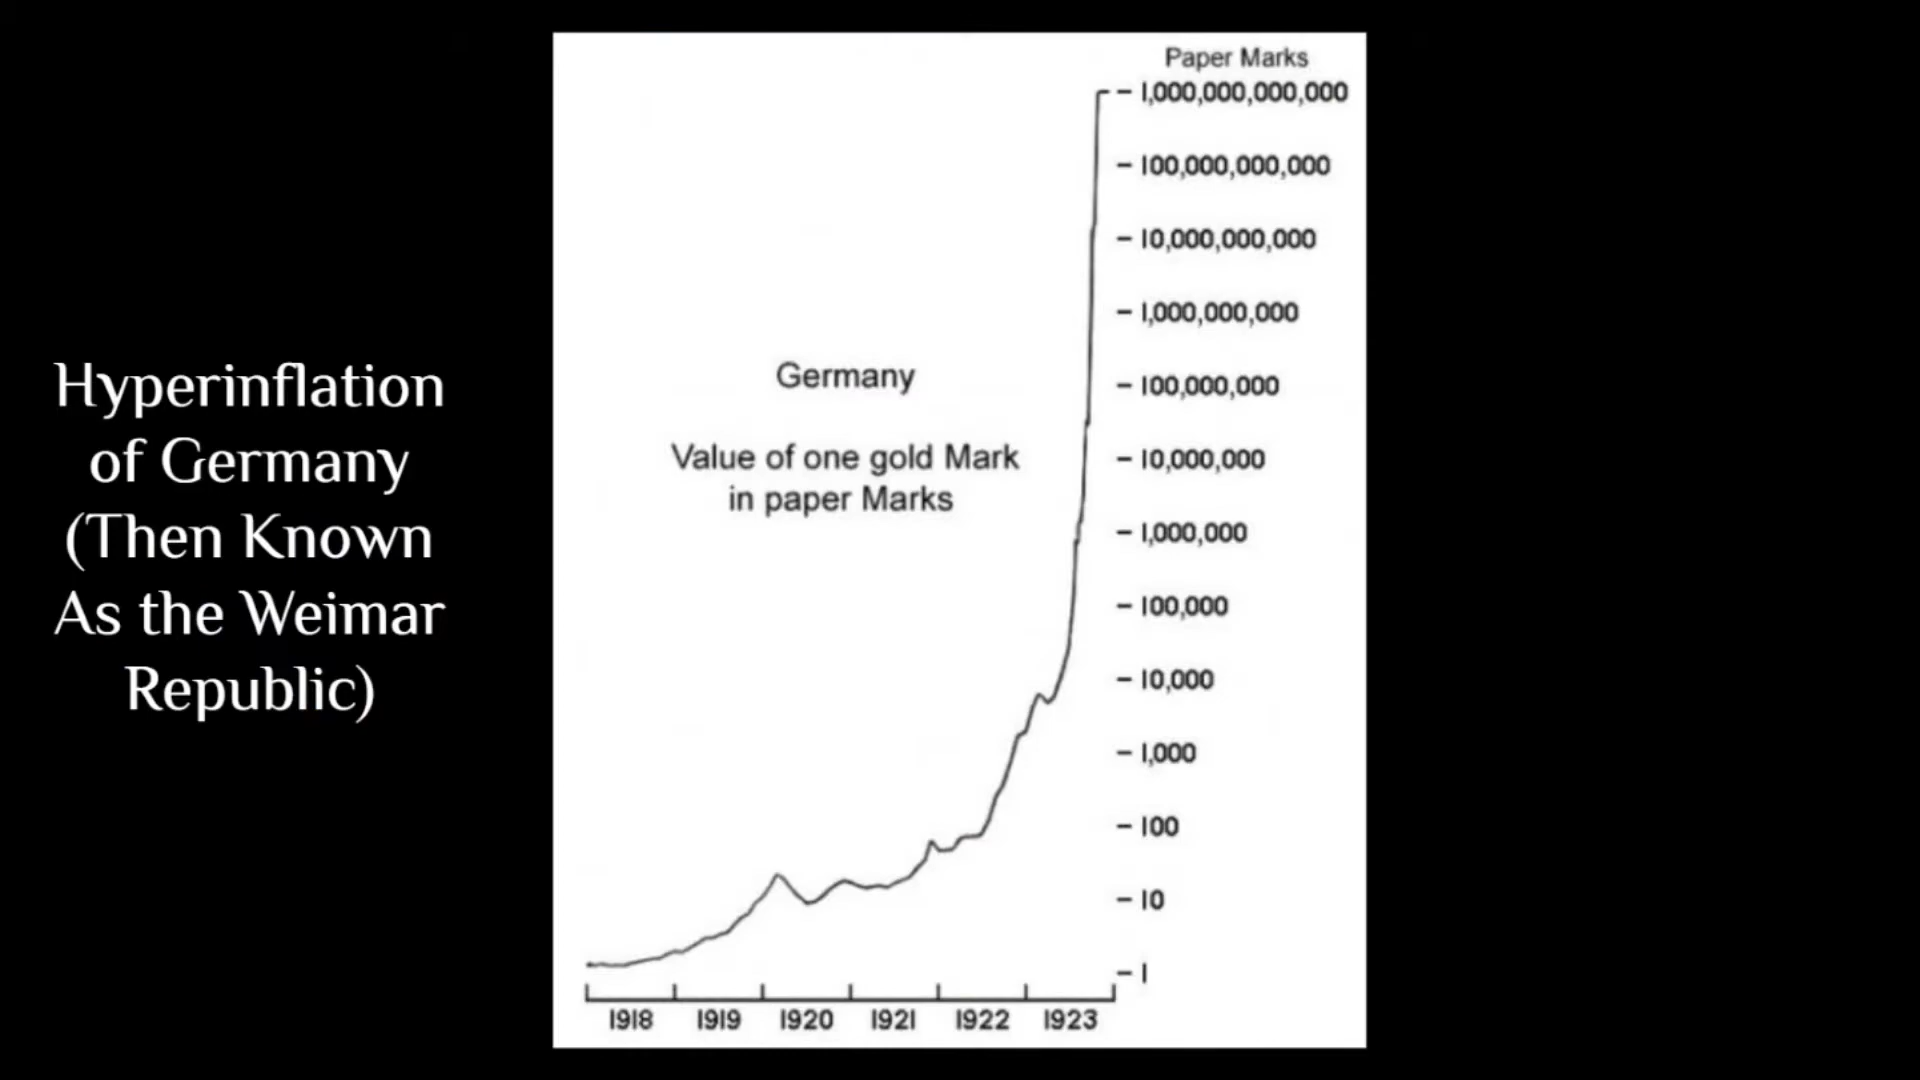 Hyperinflation
of Germany
(Then Known
As the Weimar
Republic)
Paper Marks
1,000,000,000,000
100,000,000,000
10,000,000,000
1,000,000,000
100,000,000
10,000,000
1,000,000
100,000
10,000
1,000
100
10
1
Germany
Value of one gold Mark
in paper Marks
1918 1919 1920 1921 1922 1923